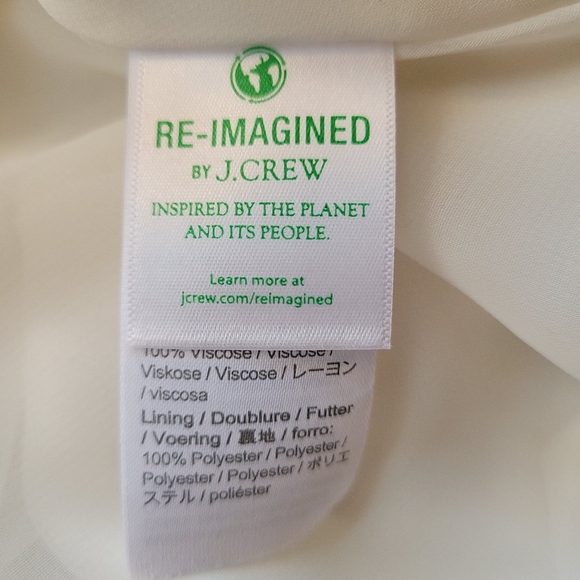 RE-IMAGINED
BY J.CREW
INSPIRED BY THE PLANET
AND ITS PEOPLE.
Learn more at
jcrew.com/reimagined
100% Viscose / Viscose /
Viskose / Viscose / レーヨン
/ viscosa
Lining / Doublure / Futter
/ Voering / 裏地 / forro:
100% Polyester / Polyester /
Polyester / Polyester / ポリエ
ステル / poliéster